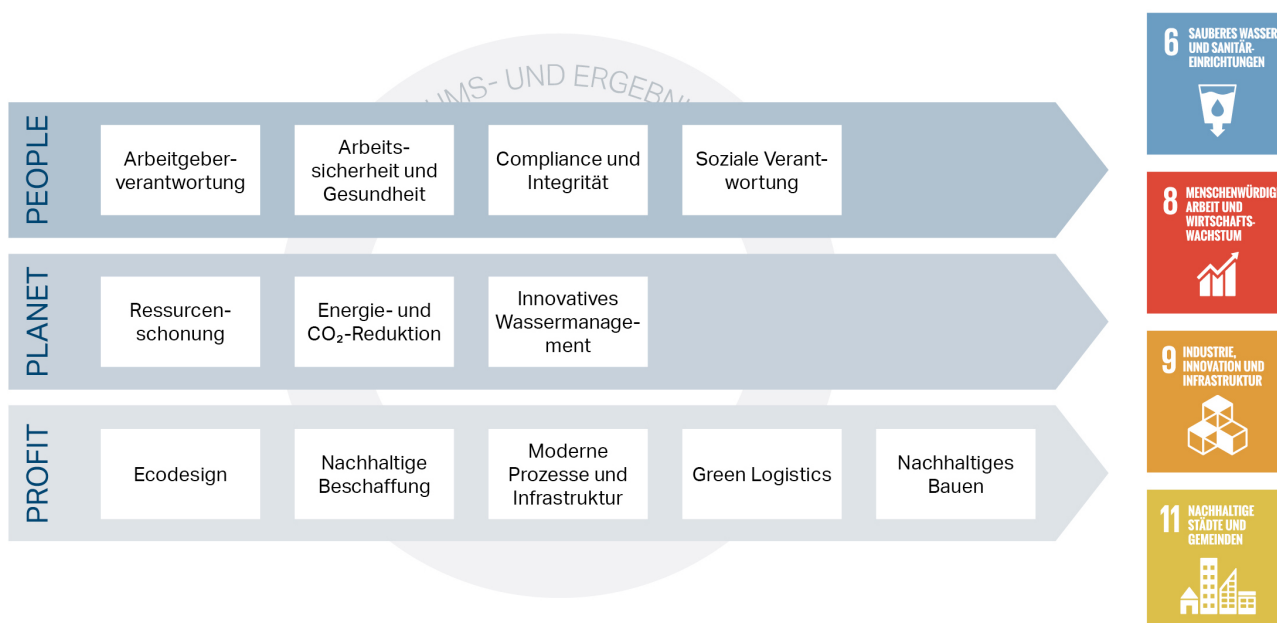 UMS- UND ERGEBN
PEOPLE
Arbeitgeber-
verantwortung
Arbeits-
sicherheit und
Gesundheit
Compliance und
Integrität
Soziale Verant-
wortung
PLANET
Ressurcen-
schonung
Energie- und
CO₂-Reduktion
Innovatives
Wassermanage-
ment
PROFIT
Ecodesign
Nachhaltige
Beschaffung
Moderne
Prozesse und
Infrastruktur
Green Logistics
Nachhaltiges
Bauen
6 SAUBERES WASSER
UND SANITÄR-
EINRICHTUNGEN
8 MENSCHENWÜRDIGE
ARBEIT UND
WIRTSCHAFTS-
WACHSTUM
9 INDUSTRIE,
INNOVATION UND
INFRASTRUKTUR
11 NACHHALTIGE
STÄDTE UND
GEMEINDEN